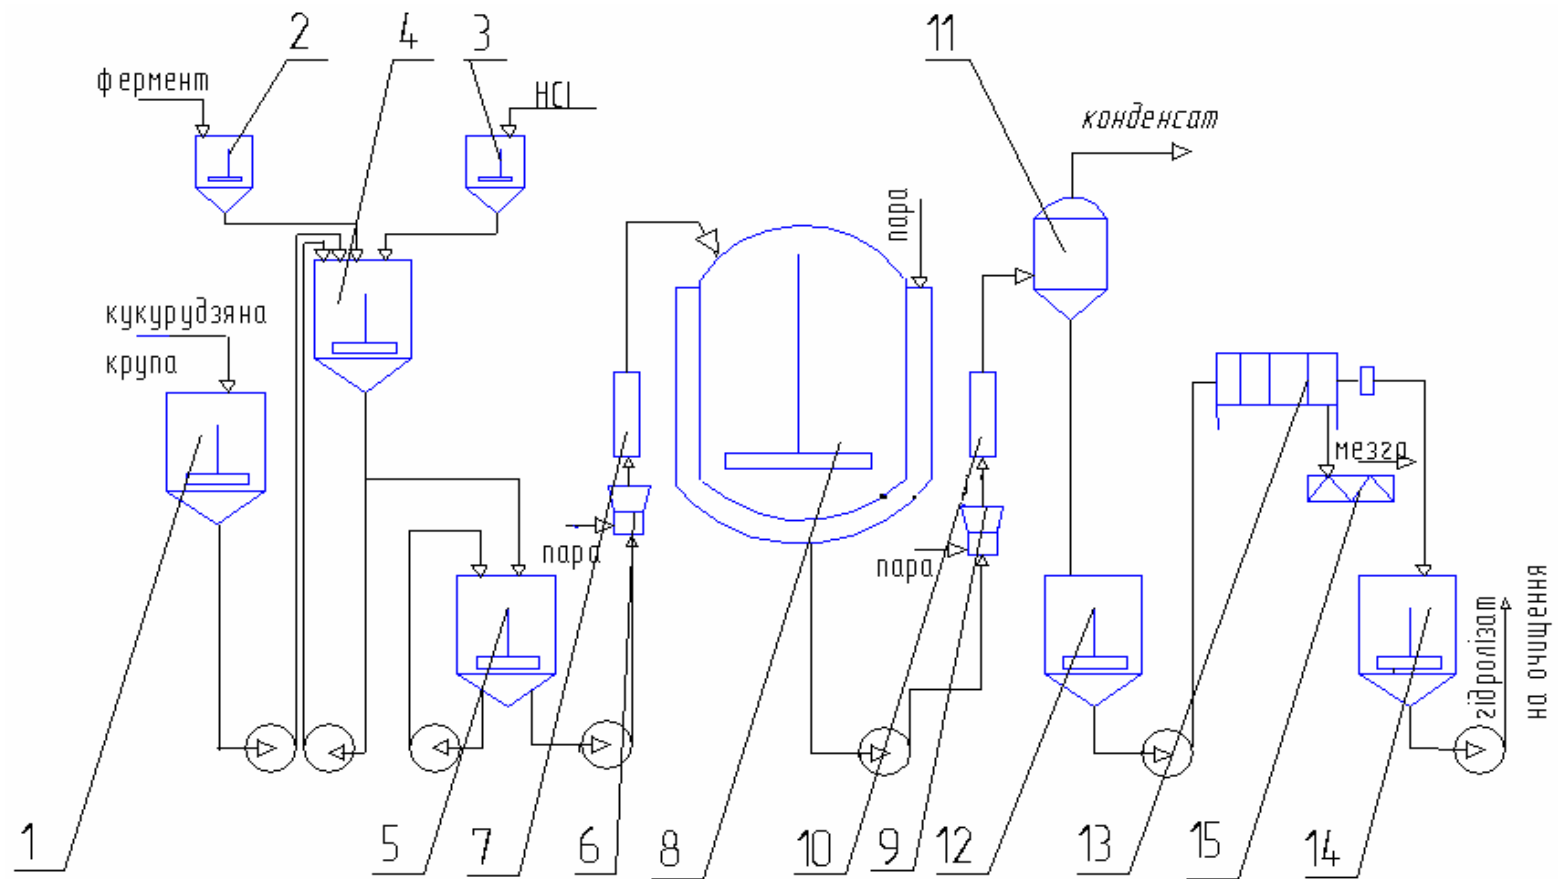 2
4
3
11
фермент
HCl
конденсат
пара
кукурудзяна
крупа
мезга
пара
пара
гідролізат
на очищення
1
5
7
6
8
10
9
12
13
15
14